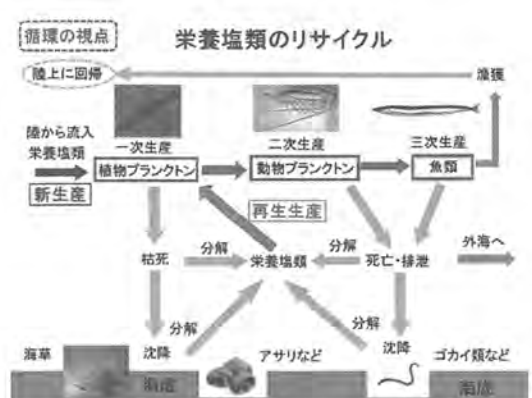 循環の視点
栄養塩類のリサイクル
陸上に回帰
漁獲
陸から流入
栄養塩類
一次生産
二次生産
三次生産
植物プランクトン
動物プランクトン
魚類
新生産
再生生産
枯死
分解
栄養塩類
分解
死亡・排泄
外海へ
分解
分解
海草
沈降
アサリなど
沈降
ゴカイ類など
海底
海底